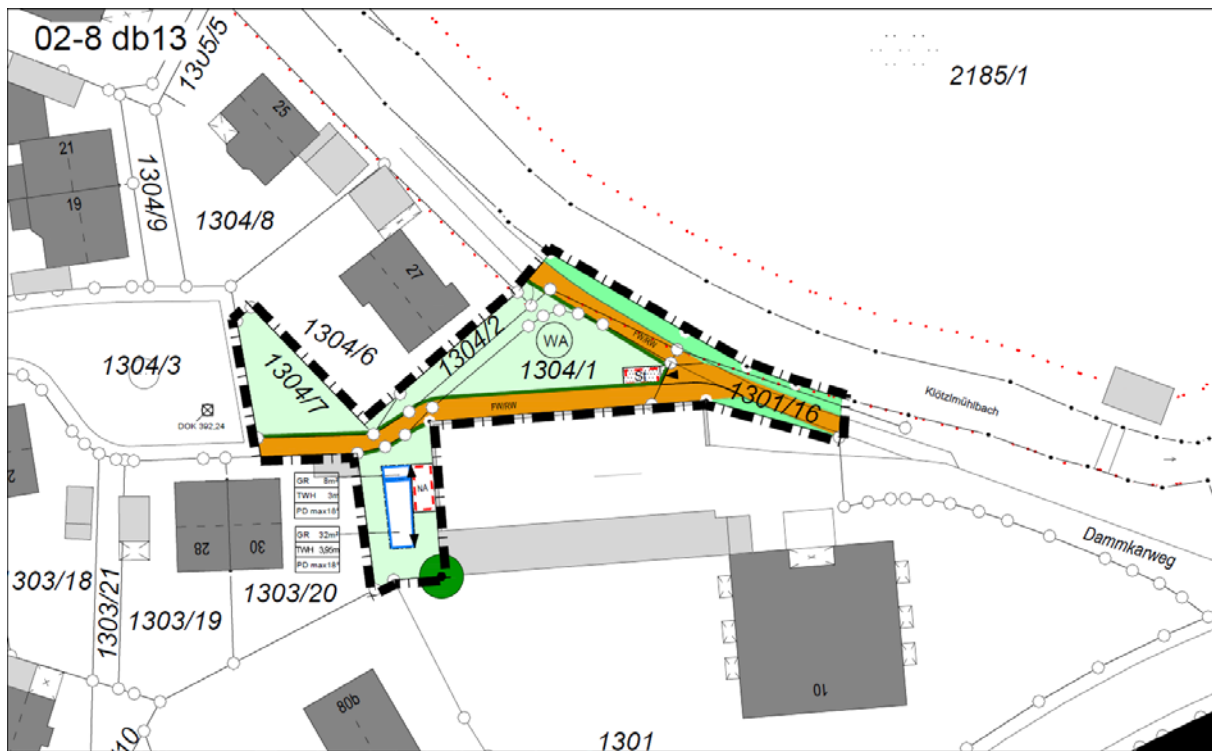 02-8 db13
1305/5
2185/1
25
21
19
1304/9
1304/8
27
1304/2
1304/6
WA
FW/RW
1304/3
1304/1
St
1304/7
1301/16
Klötzlmühlbach
FW/RW
DOK 392,24
GR 8m²
TWH 3m
PD max18°
NA
GR 32m²
TWH 3,95m
PD max18°
28
30
Dammkarweg
1303/18
1303/21
1303/20
1303/19
10
80b
1301